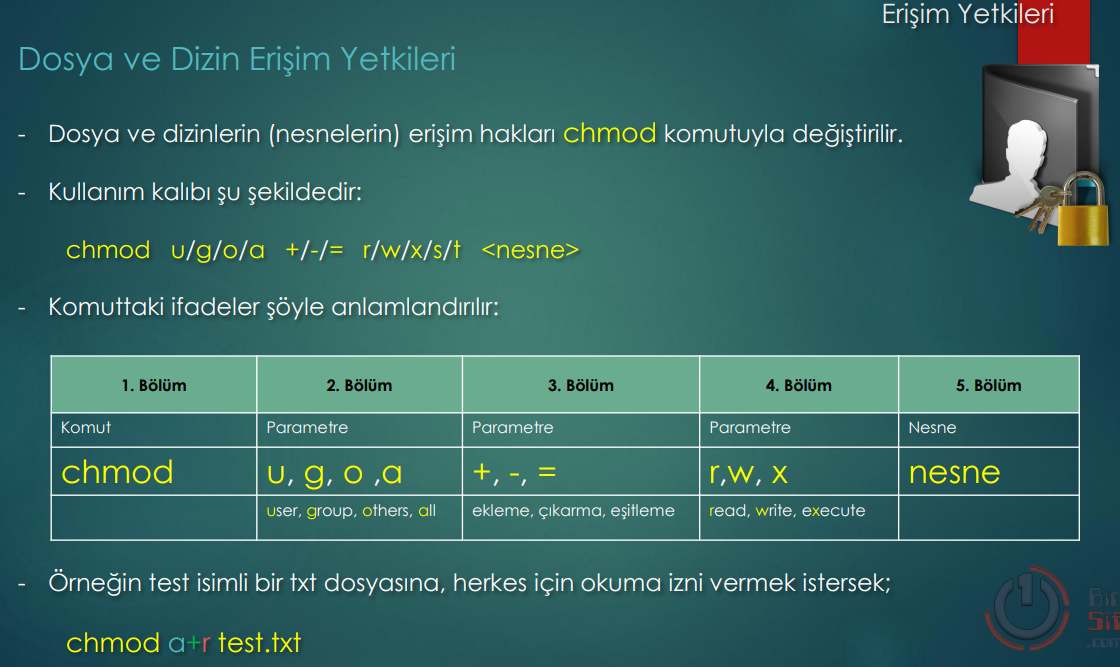 Erişim Yetkileri
Dosya ve Dizin Erişim Yetkileri
- Dosya ve dizinlerin (nesnelerin) erişim hakları chmod komutuyla değiştirilir.
- Kullanım kalıbı şu şekildedir:
chmod u/g/o/a +/-/= r/w/x/s/t <nesne>
- Komuttaki ifadeler şöyle anlamlandırılır:
1. Bölüm 2. Bölüm 3. Bölüm 4. Bölüm 5. Bölüm
Komut Parametre Parametre Parametre Nesne
chmod u, g, o ,a +, -, = r,w, x nesne
user, group, others, all ekleme, çıkarma, eşitleme read, write, execute
- Örneğin test isimli bir txt dosyasına, herkes için okuma izni vermek istersek;
chmod a+r test.txt